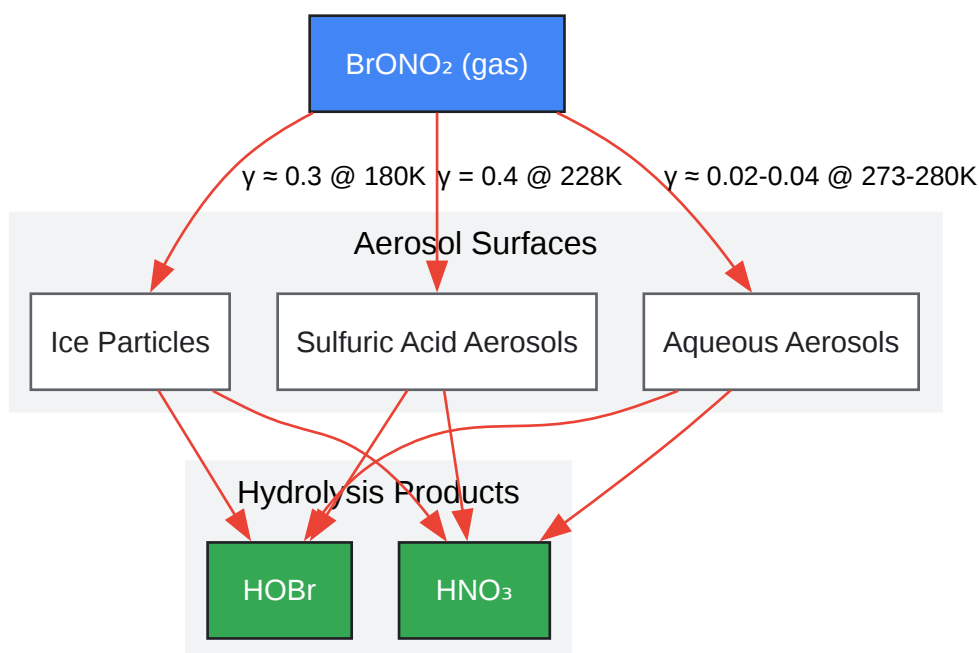 BrONO₂ (gas)
γ ≈ 0.3 @ 180K
γ = 0.4 @ 228K
γ ≈ 0.02-0.04 @ 273-280K
Aerosol Surfaces
Ice Particles
Sulfuric Acid Aerosols
Aqueous Aerosols
Hydrolysis Products
HOBr
HNO₃